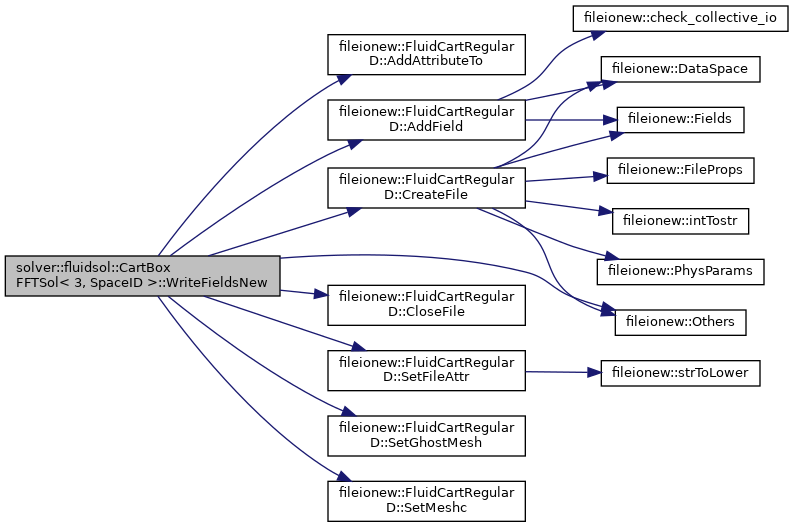 solver::fluidsol::CartBox
FFTSol< 3, SpaceID >::WriteFieldsNew
fileionew::FluidCartRegular
D::AddAttributeTo
fileionew::FluidCartRegular
D::AddField
fileionew::FluidCartRegular
D::CreateFile
fileionew::FluidCartRegular
D::CloseFile
fileionew::FluidCartRegular
D::SetFileAttr
fileionew::FluidCartRegular
D::SetGhostMesh
fileionew::FluidCartRegular
D::SetMeshc
fileionew::check_collective_io
fileionew::DataSpace
fileionew::Fields
fileionew::FileProps
fileionew::intTostr
fileionew::PhysParams
fileionew::Others
fileionew::strToLower